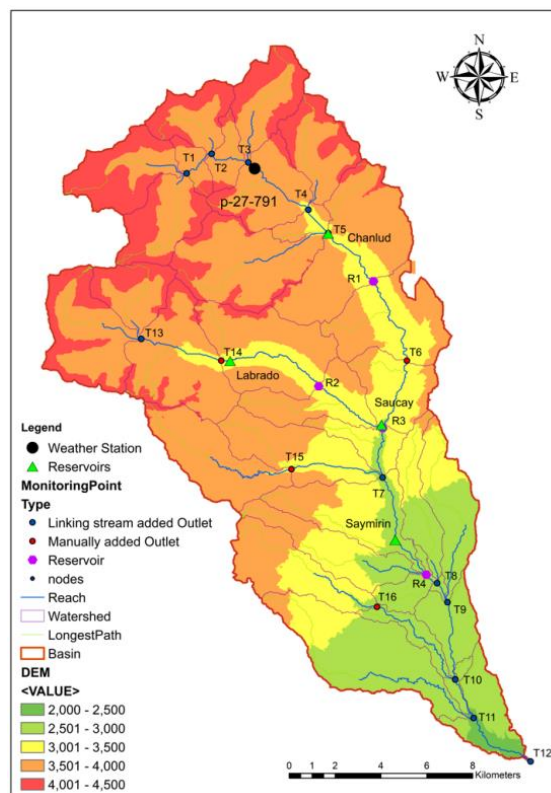 N
W E
S
T3
T1
T2
p-27-791
T4
T5
Chanlud
R1
T13
T14
T6
Labrado
R2
Saucay
R3
T15
T7
Saymirin
R4
T8
T16
T9
T10
T11
T12
Legend
Weather Station
Reservoirs
MonitoringPoint
Type
Linking stream added Outlet
Manually added Outlet
Reservoir
nodes
Reach
Watershed
LongestPath
Basin
DEM
<VALUE>
2,000 - 2,500
2,501 - 3,000
3,001 - 3,500
3,501 - 4,000
4,001 - 4,500
0 2 4 6 8
Kilometers